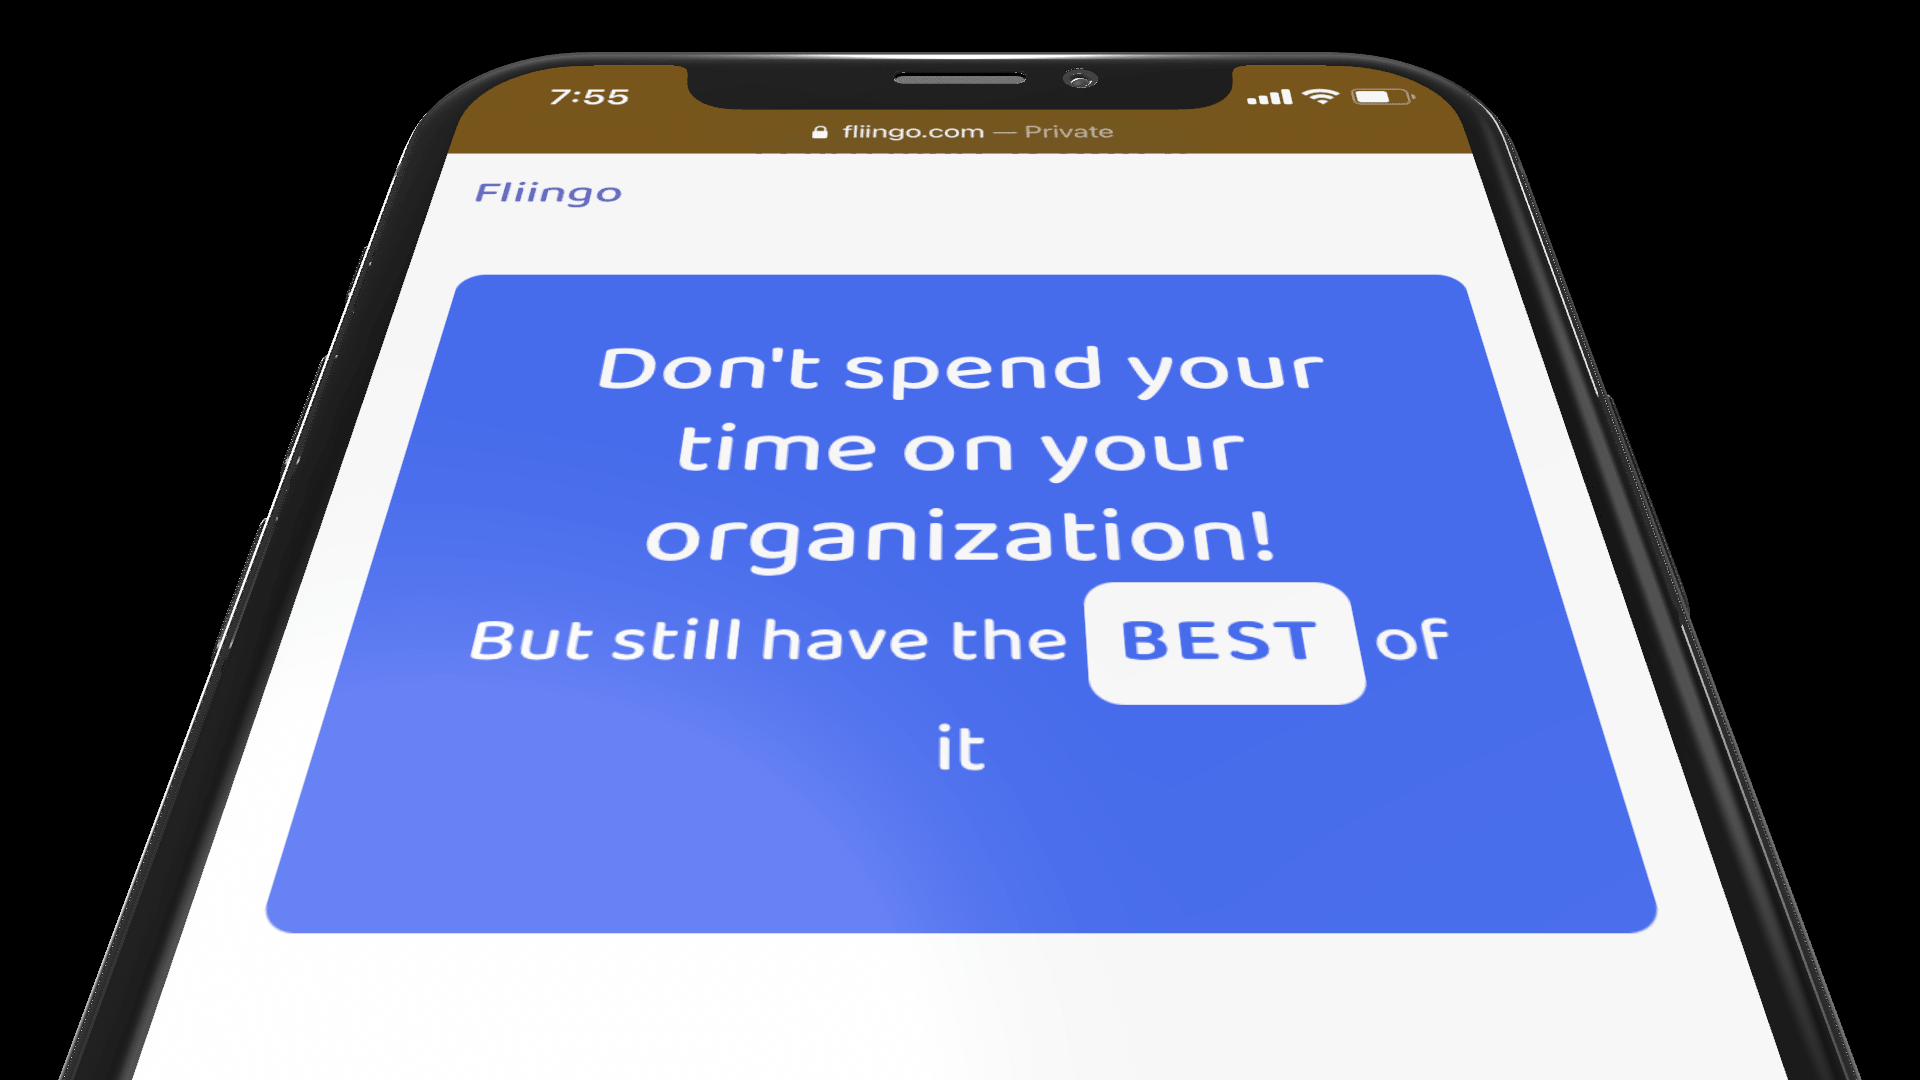 7:55
fliingo.com — Private
Fliingo
Don't spend your
time on your
organization!
But still have the BEST of
it